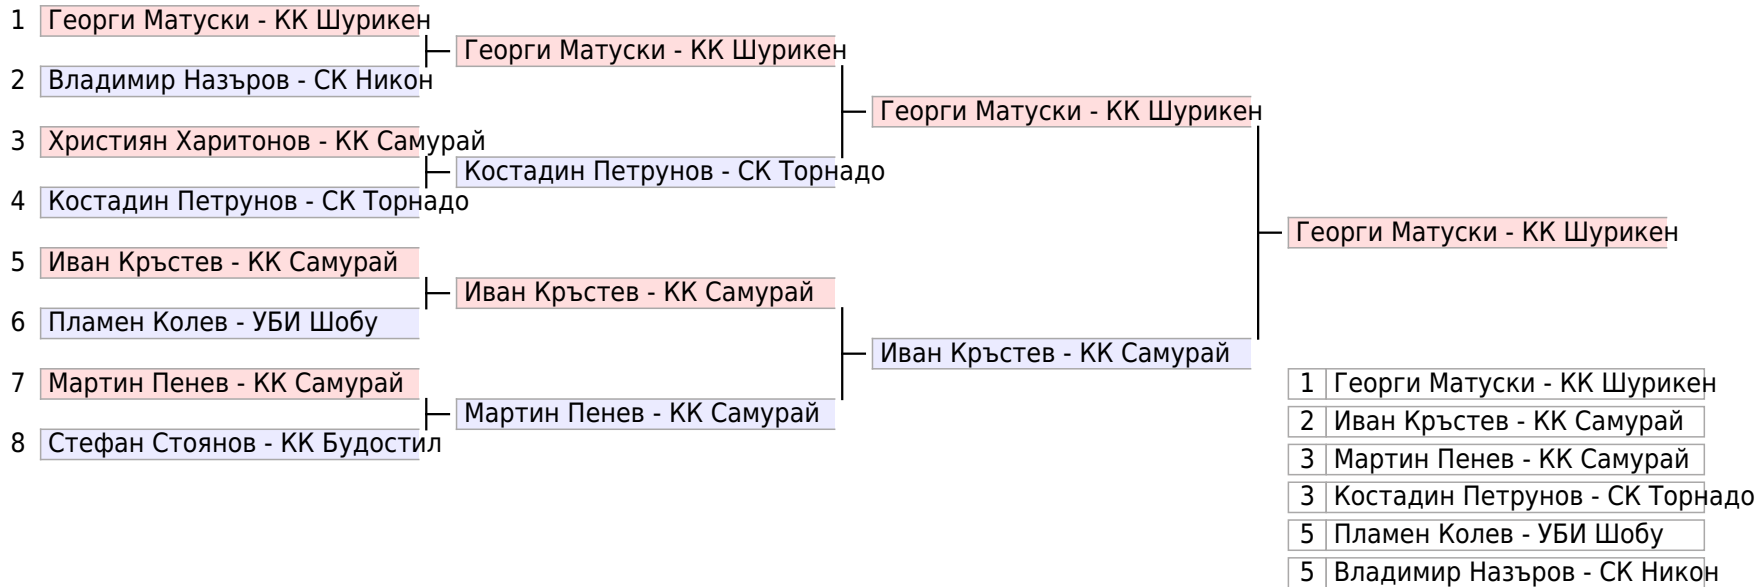 1 Георги Матуски - КК Шурикен
2 Владимир Назъров - СК Никон
3 Християн Харитонов - КК Самурай
4 Костадин Петрунов - СК Торнадо
5 Иван Кръстев - КК Самурай
6 Пламен Колев - УБИ Шобу
7 Мартин Пенев - КК Самурай
8 Стефан Стоянов - КК Будостил
Георги Матуски - КК Шурикен
Костадин Петрунов - СК Торнадо
Иван Кръстев - КК Самурай
Мартин Пенев - КК Самурай
Георги Матуски - КК Шурикен
Иван Кръстев - КК Самурай
Георги Матуски - КК Шурикен
1 Георги Матуски - КК Шурикен
2 Иван Кръстев - КК Самурай
3 Мартин Пенев - КК Самурай
3 Костадин Петрунов - СК Торнадо
5 Пламен Колев - УБИ Шобу
5 Владимир Назъров - СК Никон